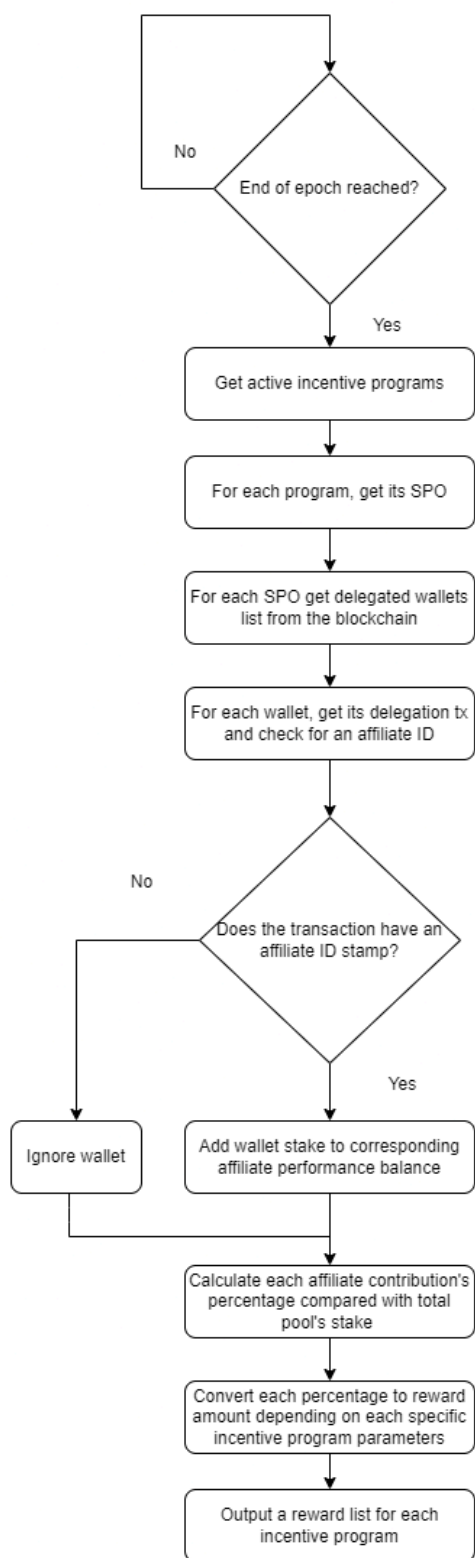 No
End of epoch reached?
Yes
Get active incentive programs
For each program, get its SPO
For each SPO get delegated wallets
list from the blockchain
For each wallet, get its delegation tx
and check for an affiliate ID
No
Does the transaction have an
affiliate ID stamp?
Yes
Ignore wallet
Add wallet stake to corresponding
affiliate performance balance
Calculate each affiliate contribution's
percentage compared with total
pool's stake
Convert each percentage to reward
amount depending on each specific
incentive program parameters
Output a reward list for each
incentive program